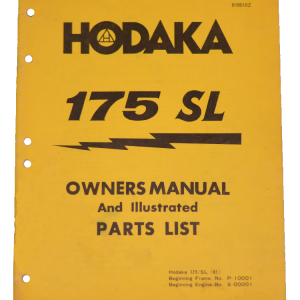 HODAKA
175 SL
OWNERS MANUAL
And Illustrated
PARTS LIST
Hodaka 175/SL (81)
Beginning Frame, No. P-10001
Beginning Engine-No. S-00001